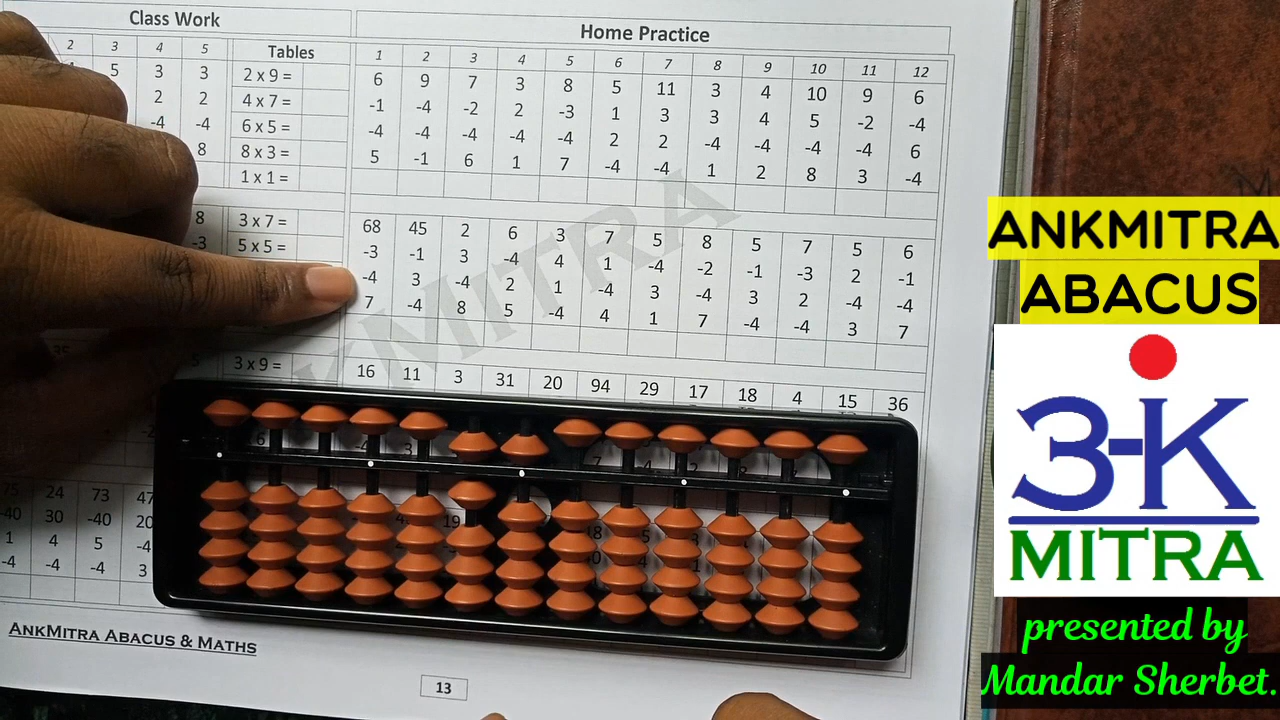 Class Work
Home Practice
2 3 4 5 Tables
1 2 3 4 5 6 7 8 9 10 11 12
5 3 3 2 x 9 =
6 9 7 3 8 5 11 3 4 10 9 6
2 2 4 x 7 =
-1 -4 -2 2 -3 1 3 3 4 5 -2 -4
-4 -4 6 x 5 =
-4 -4 -4 -4 -4 2 2 -4 -4 -4 -4 6
8 8 x 3 =
5 -1 6 1 7 -4 -4 1 2 8 3 -4
1 x 1 =
8 3 x 7 =
68 45 2 6 3 7 5 8 5 7 5 6
-3 5 x 5 =
-3 -1 3 -4 4 1 -4 -2 -1 -3 2 -1
-4 3 -4 2 1 -4 3 -4 3 2 -4 -4
7 -4 8 5 -4 4 1 7 -4 -4 3 7
5 3 x 9 =
16 11 3 31 20 94 29 17 18 4 15 36
75 24 73 47
-40 30 -40 20
1 4 5 -4
-4 -4 -4 3
KMITRA
ANKMITRA ABACUS & MATHS
13
ANKMITRA
ABACUS
3-K
MITRA
presented by
Mandar Sherbet.